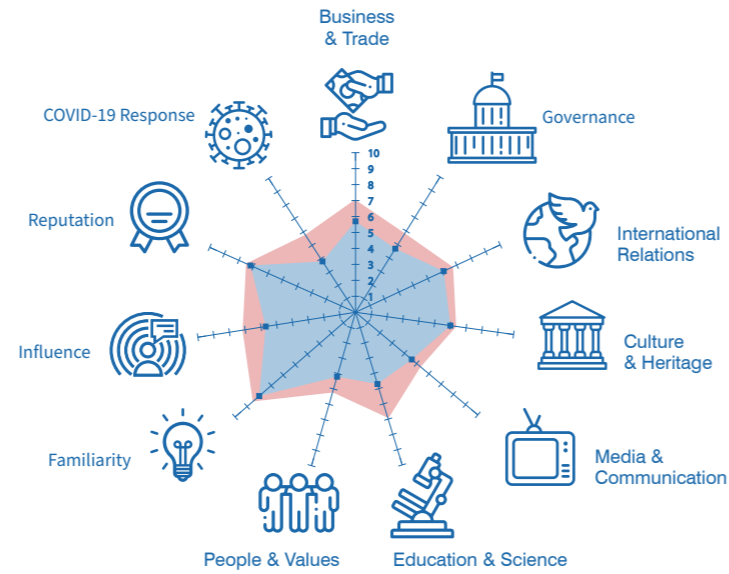 Business
& Trade
COVID-19 Response
Governance
10
9
8
7
6
5
4
3
2
1
Reputation
International
Relations
Influence
Culture
& Heritage
Familiarity
Media &
Communication
People & Values
Education & Science